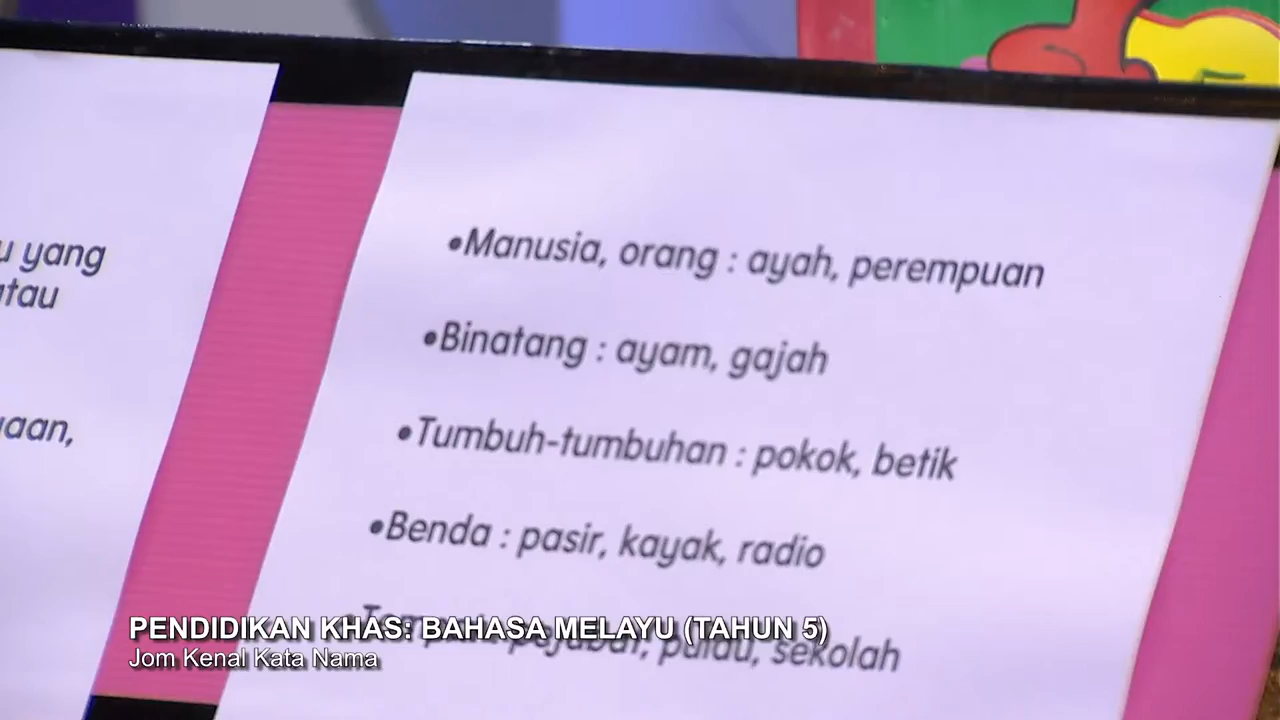 u yang
atau
aan,
•Manusia, orang : ayah, perempuan
•Binatang : ayam, gajah
•Tumbuh-tumbuhan : pokok, betik
•Benda : pasir, kayak, radio
pejabat, pulau, sekolah
PENDIDIKAN KHAS: BAHASA MELAYU (TAHUN 5)
Jom Kenal Kata Nama